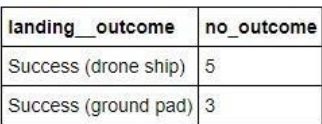 landing__outcome no_outcome
Success (drone ship) 5
Success (ground pad) 3